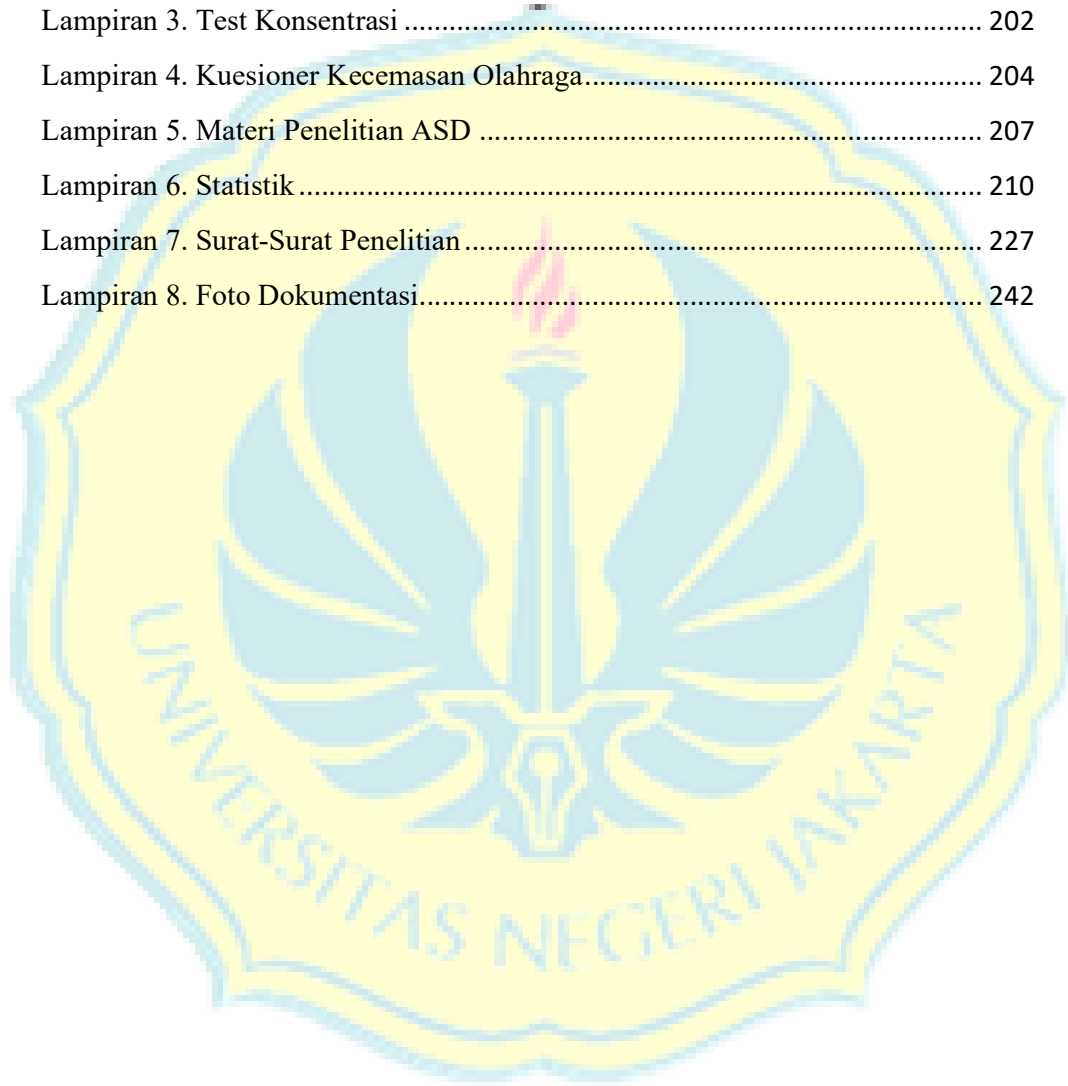 Lampiran 3. Test Konsentrasi ........................................................................... 202
Lampiran 4. Kuesioner Kecemasan Olahraga..................................................... 204
Lampiran 5. Materi Penelitian ASD ................................................................... 207
Lampiran 6. Statistik ........................................................................................... 210
Lampiran 7. Surat-Surat Penelitian ..................................................................... 227
Lampiran 8. Foto Dokumentasi........................................................................... 242
UNIVERSITAS NEGERI JAKARTA